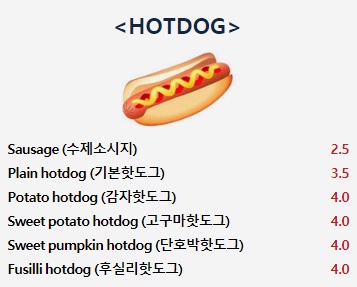 <HOTDOG>
Sausage (수제소시지) 2.5
Plain hotdog (기본핫도그) 3.5
Potato hotdog (감자핫도그) 4.0
Sweet potato hotdog (고구마핫도그) 4.0
Sweet pumpkin hotdog (단호박핫도그) 4.0
Fusilli hotdog (후실리핫도그) 4.0